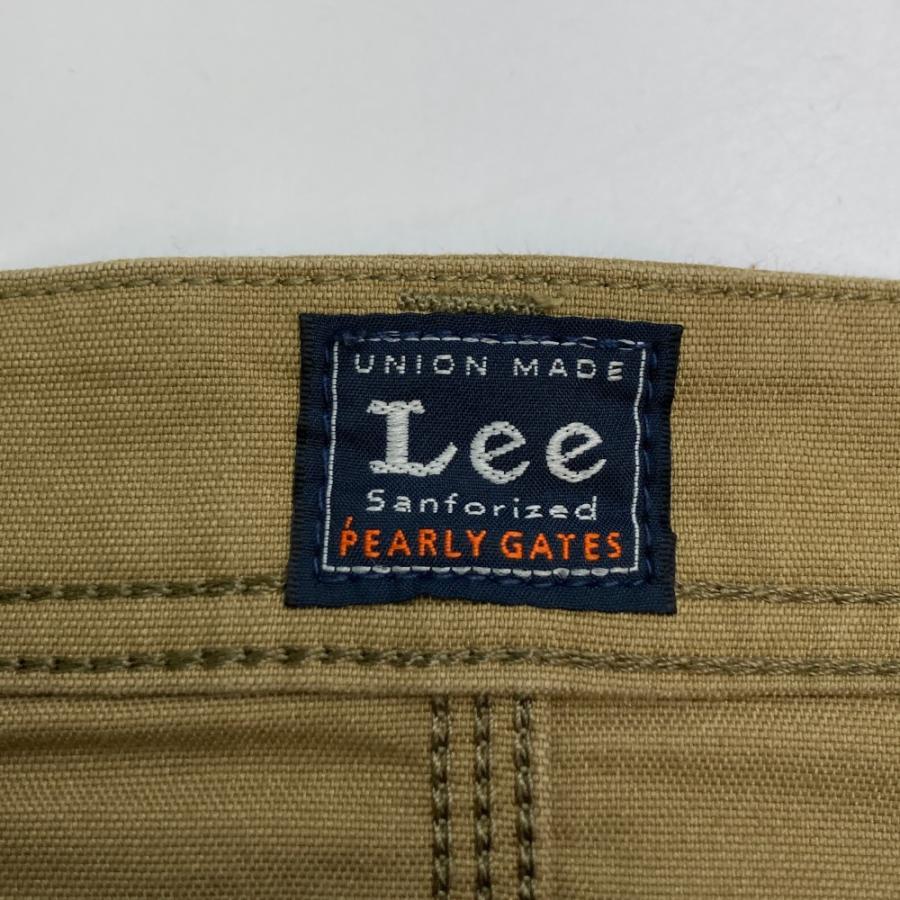 UNION MADE
Lee
Sanforized
PEARLY GATES